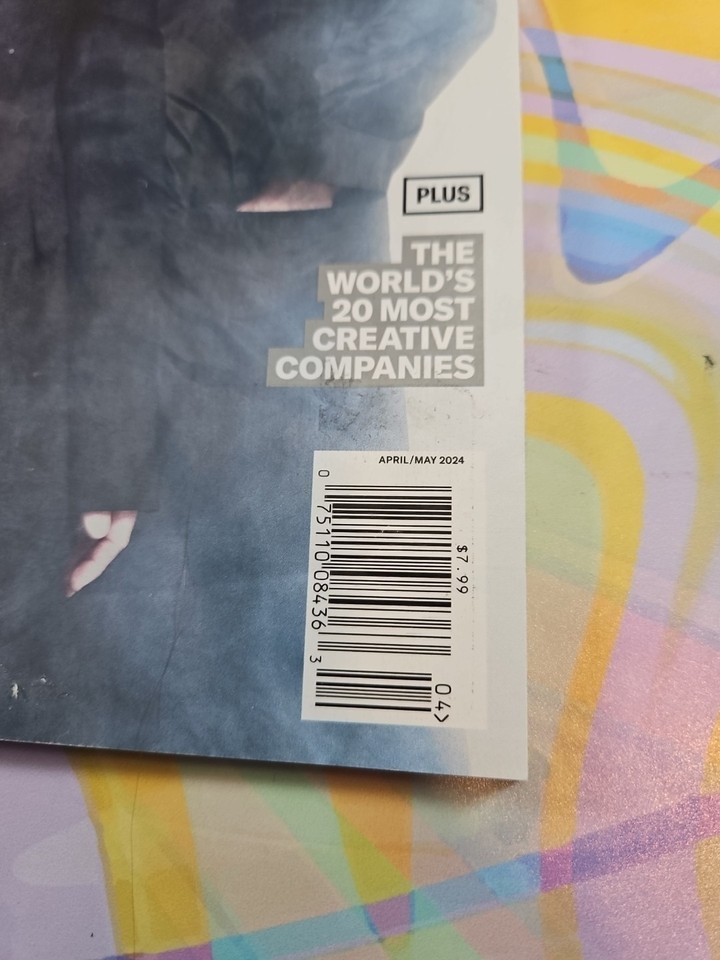 PLUS
THE
WORLD'S
20 MOST
CREATIVE
COMPANIES
APRIL/MAY 2024
$7.99
0 75110 08436 3
04>